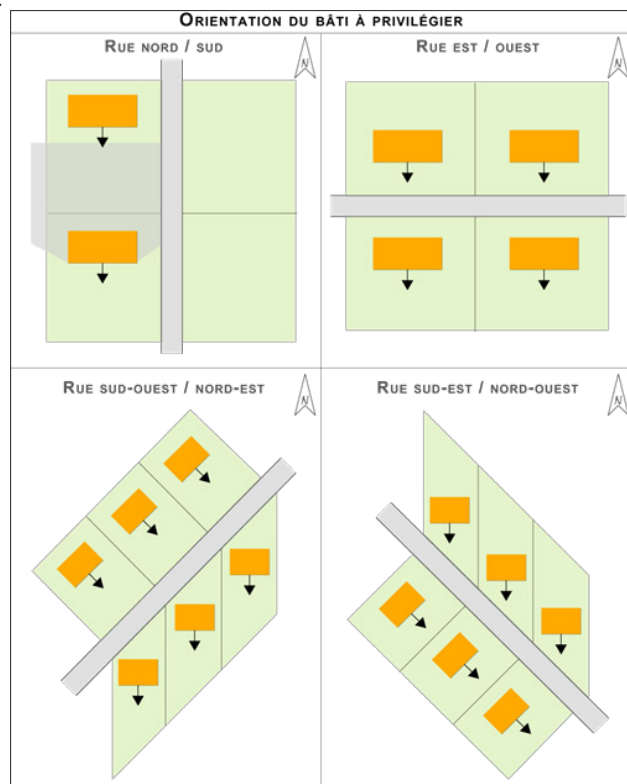 ORIENTATION DU BÂTI À PRIVILÉGIER
RUE NORD / SUD
N
RUE EST / OUEST
N
RUE SUD-OUEST / NORD-EST
N
RUE SUD-EST / NORD-OUEST
N